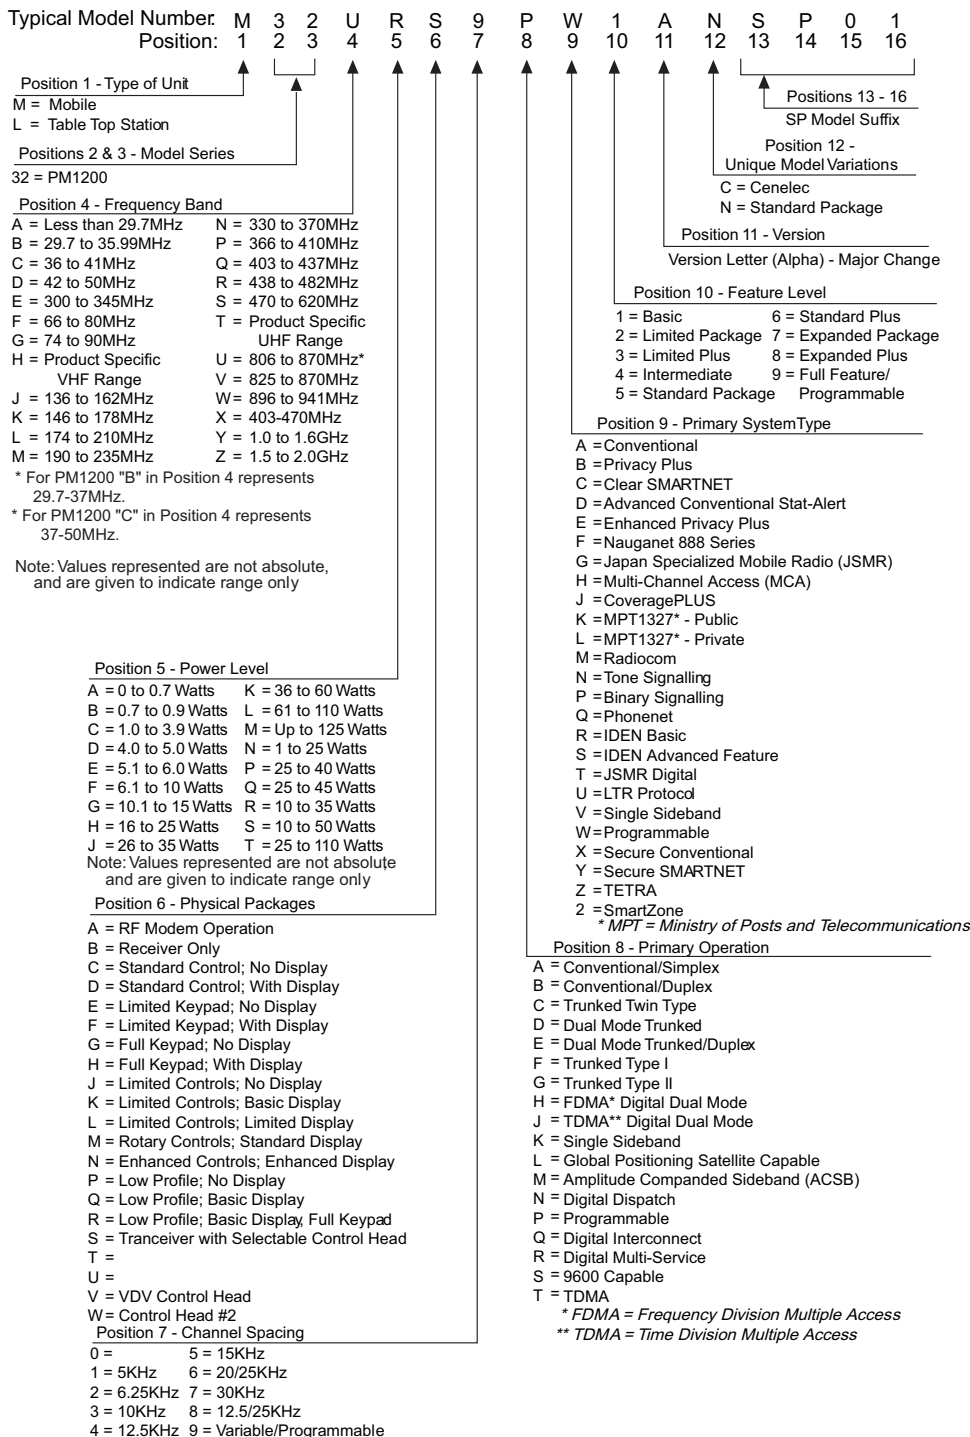 Typical Model Number: M 3 2 U R S 9 P W 1 A N S P 0 1
Position: 1 2 3 4 5 6 7 8 9 10 11 12 13 14 15 16
Position 1 - Type of Unit
M = Mobile
L = Table Top Station
Positions 2 & 3 - Model Series
32 = PM1200
Position 4 - Frequency Band
A = Less than 29.7MHz
B = 29.7 to 35.99MHz
C = 36 to 41MHz
D = 42 to 50MHz
E = 300 to 345MHz
F = 66 to 80MHz
G = 74 to 90MHz
H = Product Specific
VHF Range
J = 136 to 162MHz
K = 146 to 178MHz
L = 174 to 210MHz
M = 190 to 235MHz
N = 330 to 370MHz
P = 366 to 410MHz
Q = 403 to 437MHz
R = 438 to 482MHz
S = 470 to 620MHz
T = Product Specific
UHF Range
U = 806 to 870MHz*
V = 825 to 870MHz
W= 896 to 941MHz
X = 403-470MHz
Y = 1.0 to 1.6GHz
Z = 1.5 to 2.0GHz
* For PM1200 "B" in Position 4 represents
29.7-37MHz.
* For PM1200 "C" in Position 4 represents
37-50MHz.
Note: Values represented are not absolute,
and are given to indicate range only
Position 5 - Power Level
A = 0 to 0.7 Watts
B = 0.7 to 0.9 Watts
C = 1.0 to 3.9 Watts
D = 4.0 to 5.0 Watts
E = 5.1 to 6.0 Watts
F = 6.1 to 10 Watts
G = 10.1 to 15 Watts
H = 16 to 25 Watts
J = 26 to 35 Watts
K = 36 to 60 Watts
L = 61 to 110 Watts
M = Up to 125 Watts
N = 1 to 25 Watts
P = 25 to 40 Watts
Q = 25 to 45 Watts
R = 10 to 35 Watts
S = 10 to 50 Watts
T = 25 to 110 Watts
Note: Values represented are not absolute,
and are given to indicate range only
Position 6 - Physical Packages
A = RF Modem Operation
B = Receiver Only
C = Standard Control; No Display
D = Standard Control; With Display
E = Limited Keypad; No Display
F = Limited Keypad; With Display
G = Full Keypad; No Display
H = Full Keypad; With Display
J = Limited Controls; No Display
K = Limited Controls; Basic Display
L = Limited Controls; Limited Display
M = Rotary Controls; Standard Display
N = Enhanced Controls; Enhanced Display
P = Low Profile; No Display
Q = Low Profile; Basic Display
R = Low Profile; Basic Display, Full Keypad
S = Tranceiver with Selectable Control Head
T =
U =
V = VDV Control Head
W= Control Head #2
Position 7 - Channel Spacing
0 =
1 = 5KHz
2 = 6.25KHz
3 = 10KHz
4 = 12.5KHz
5 = 15KHz
6 = 20/25KHz
7 = 30KHz
8 = 12.5/25KHz
9 = Variable/Programmable
Positions 13 - 16
SP Model Suffix
Position 12 -
Unique Model Variations
C = Cenelec
N = Standard Package
Position 11 - Version
Version Letter (Alpha) - Major Change
Position 10 - Feature Level
1 = Basic
2 = Limited Package
3 = Limited Plus
4 = Intermediate
5 = Standard Package
6 = Standard Plus
7 = Expanded Package
8 = Expanded Plus
9 = Full Feature/
Programmable
Position 9 - Primary System Type
A =Conventional
B =Privacy Plus
C =Clear SMARTNET
D =Advanced Conventional Stat-Alert
E =Enhanced Privacy Plus
F =Nauganet 888 Series
G =Japan Specialized Mobile Radio (JSMR)
H =Multi-Channel Access (MCA)
J =CoveragePLUS
K =MPT1327* - Public
L =MPT1327* - Private
M =Radiocom
N =Tone Signalling
P =Binary Signalling
Q =Phonenet
R =IDEN Basic
S =IDEN Advanced Feature
T =JSMR Digital
U =LTR Protocol
V =Single Sideband
W=Programmable
X =Secure Conventional
Y =Secure SMARTNET
Z =TETRA
2 =SmartZone
* MPT = Ministry of Posts and Telecommunications
Position 8 - Primary Operation
A = Conventional/Simplex
B = Conventional/Duplex
C = Trunked Twin Type
D = Dual Mode Trunked
E = Dual Mode Trunked/Duplex
F = Trunked Type I
G = Trunked Type II
H = FDMA* Digital Dual Mode
J = TDMA** Digital Dual Mode
K = Single Sideband
L = Global Positioning Satellite Capable
M = Amplitude Companded Sideband (ACSB)
N = Digital Dispatch
P = Programmable
Q = Digital Interconnect
R = Digital Multi-Service
S = 9600 Capable
T = TDMA
* FDMA = Frequency Division Multiple Access
** TDMA = Time Division Multiple Access